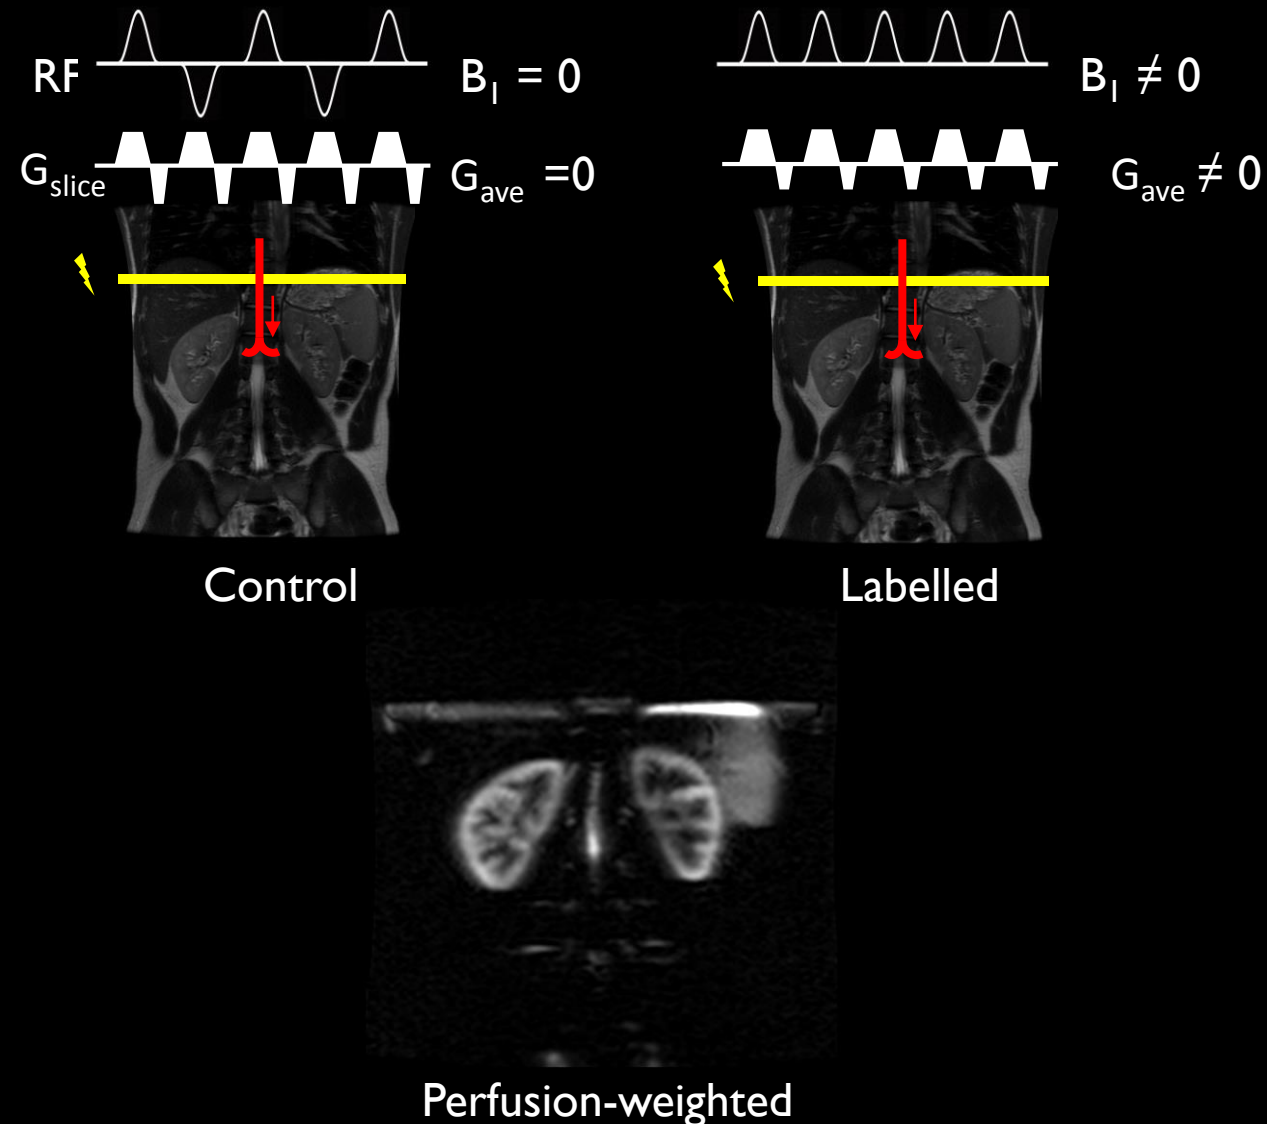 RF
B₁ = 0
B₁ ≠ 0
Gslice
Gave =0
Gave ≠ 0
Control
Labelled
Perfusion-weighted